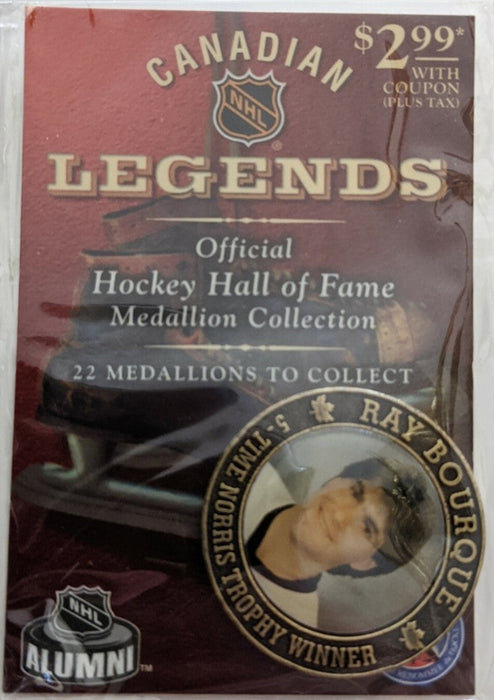 CANADIAN
$2.99*
WITH
COUPON
(PLUS TAX)
NHL
®
LEGENDS
Official
Hockey Hall of Fame
Medallion Collection
22 MEDALLIONS TO COLLECT
RAY BOURQUE
5-TIME NORRIS TROPHY WINNER
NHL
ALUMNI™